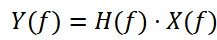 Y(f) = H(f) · X(f)